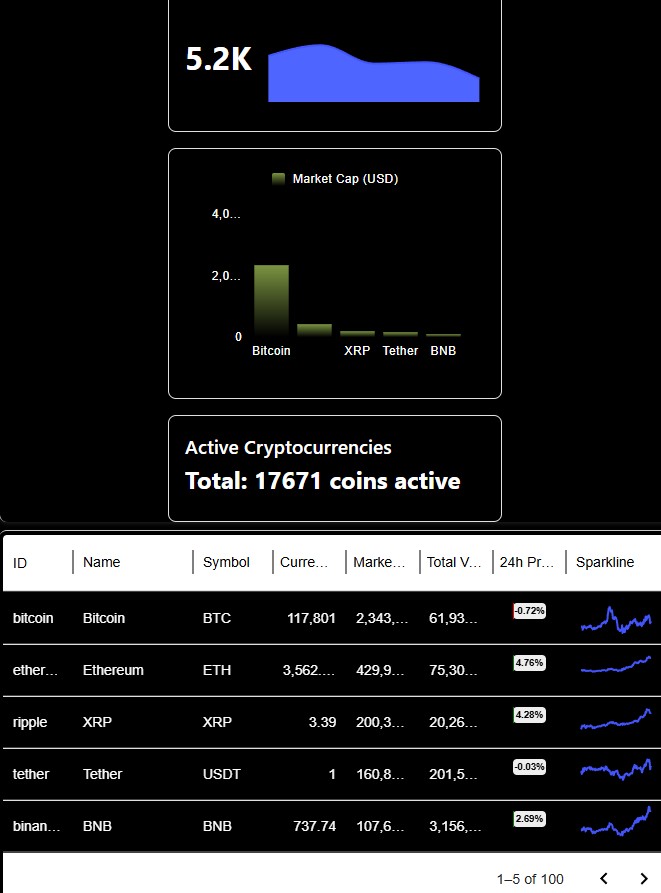 5.2K
Market Cap (USD)
4,0...
2,0...
0
Bitcoin XRP Tether BNB
Active Cryptocurrencies
Total: 17671 coins active
ID Name Symbol Curre... Marke... Total V... 24h Pr... Sparkline
bitcoin Bitcoin BTC 117,801 2,343,... 61,93... -0.72%
ether... Ethereum ETH 3,562.... 429,9... 75,30... 4.76%
ripple XRP XRP 3.39 200,3... 20,26... 4.28%
tether Tether USDT 1 160,8... 201,5... -0.03%
binan... BNB BNB 737.74 107,6... 3,156,... 2.69%
1–5 of 100